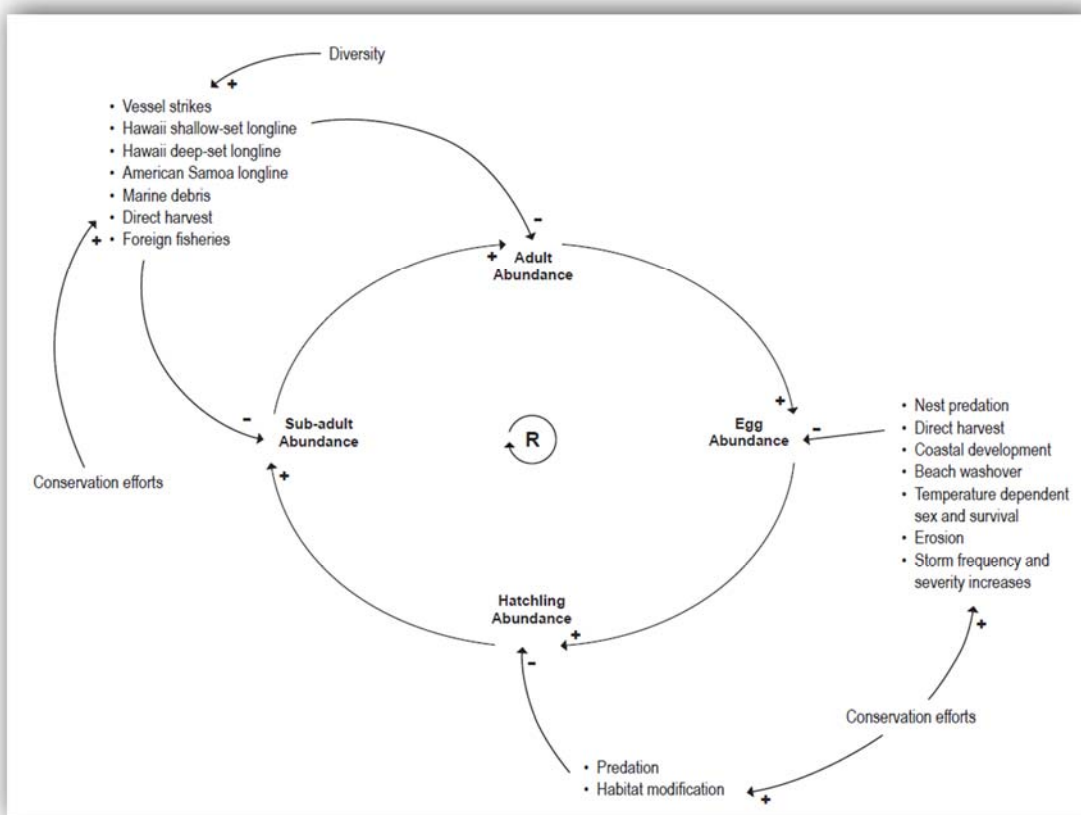 Diversity
+
• Vessel strikes
• Hawaii shallow-set longline
• Hawaii deep-set longline
• American Samoa longline
• Marine debris
• Direct harvest
+ • Foreign fisheries
-
+
Adult
Abundance
-
Sub-adult
Abundance
+
R
+
Egg
Abundance
-
• Nest predation
• Direct harvest
• Coastal development
• Beach washover
• Temperature dependent
sex and survival
• Erosion
• Storm frequency and
severity increases
+
Conservation efforts
Hatchling
Abundance
+
-
Conservation efforts
• Predation
• Habitat modification
+